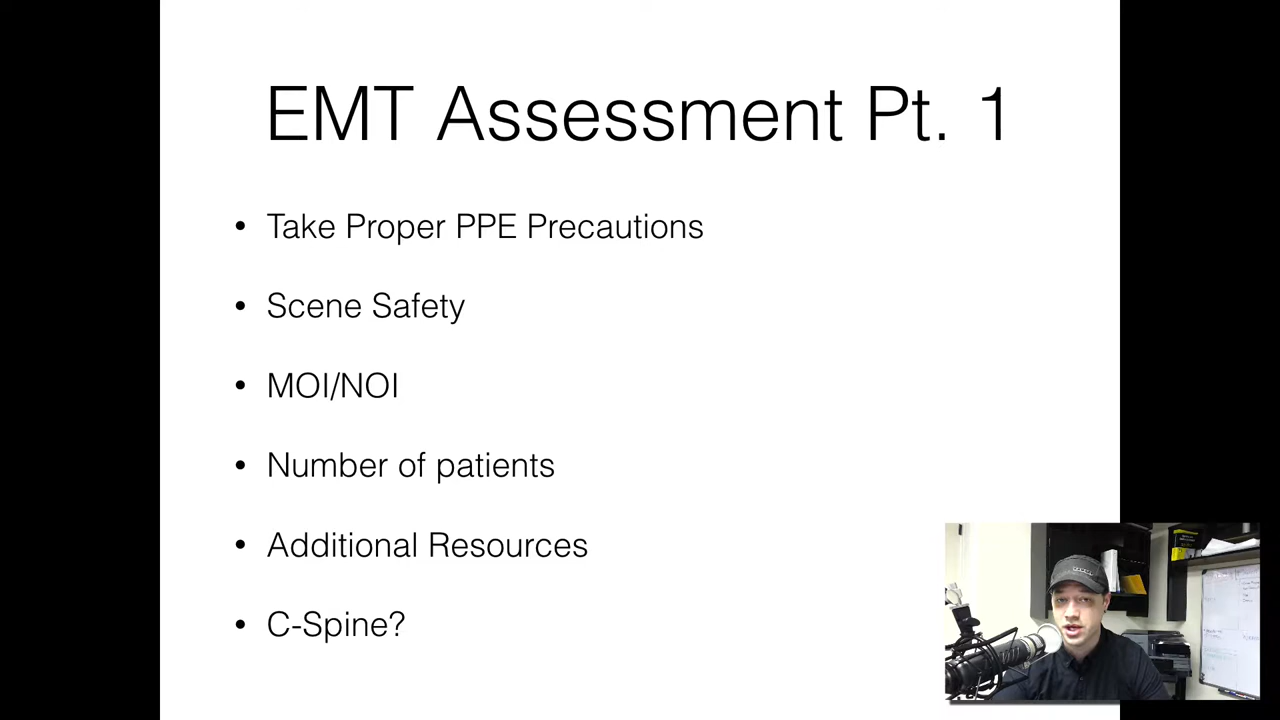 EMT Assessment Pt. 1
• Take Proper PPE Precautions
• Scene Safety
• MOI/NOI
• Number of patients
• Additional Resources
• C-Spine?